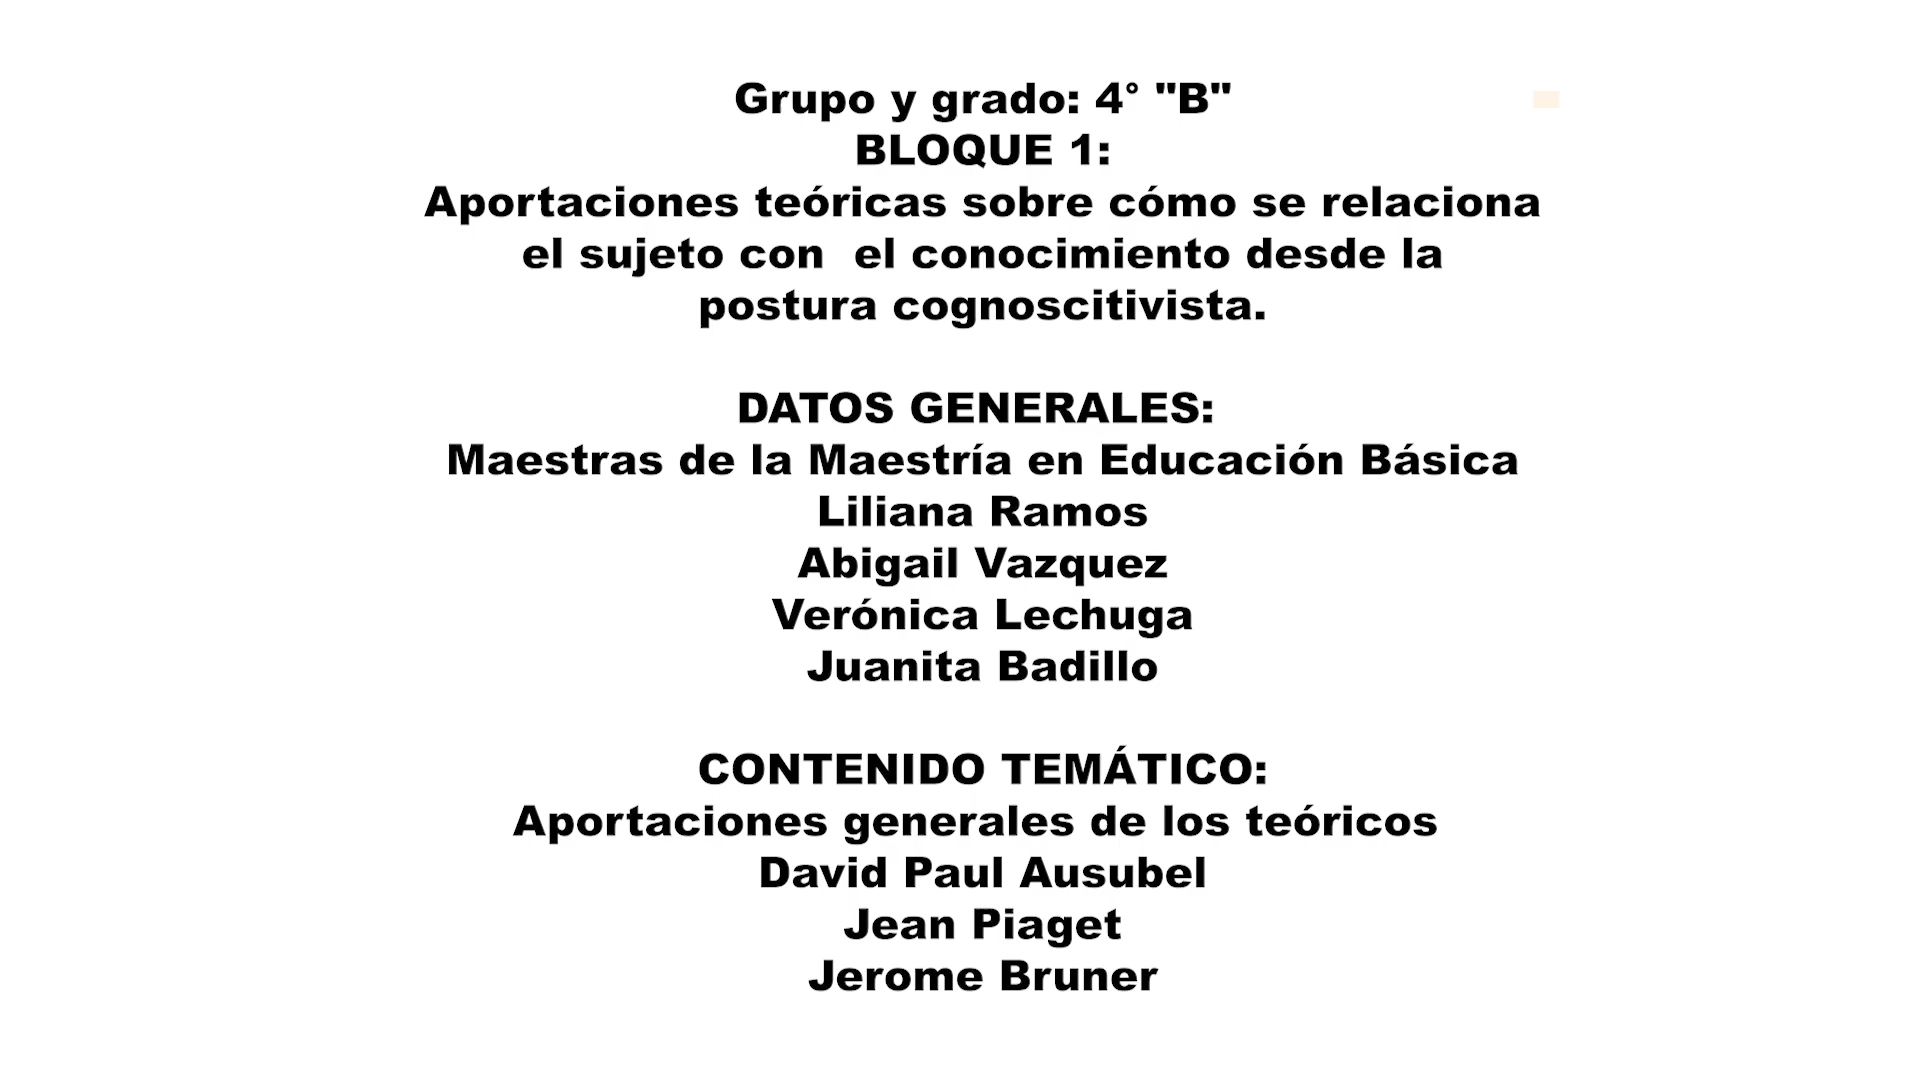 Grupo y grado: 4° "B"
BLOQUE 1:
Aportaciones teóricas sobre cómo se relaciona
el sujeto con  el conocimiento desde la
postura cognoscitivista.
DATOS GENERALES:
Maestras de la Maestría en Educación Básica
Liliana Ramos
Abigail Vazquez
Verónica Lechuga
Juanita Badillo
CONTENIDO TEMÁTICO:
Aportaciones generales de los teóricos
David Paul Ausubel
Jean Piaget
Jerome Bruner